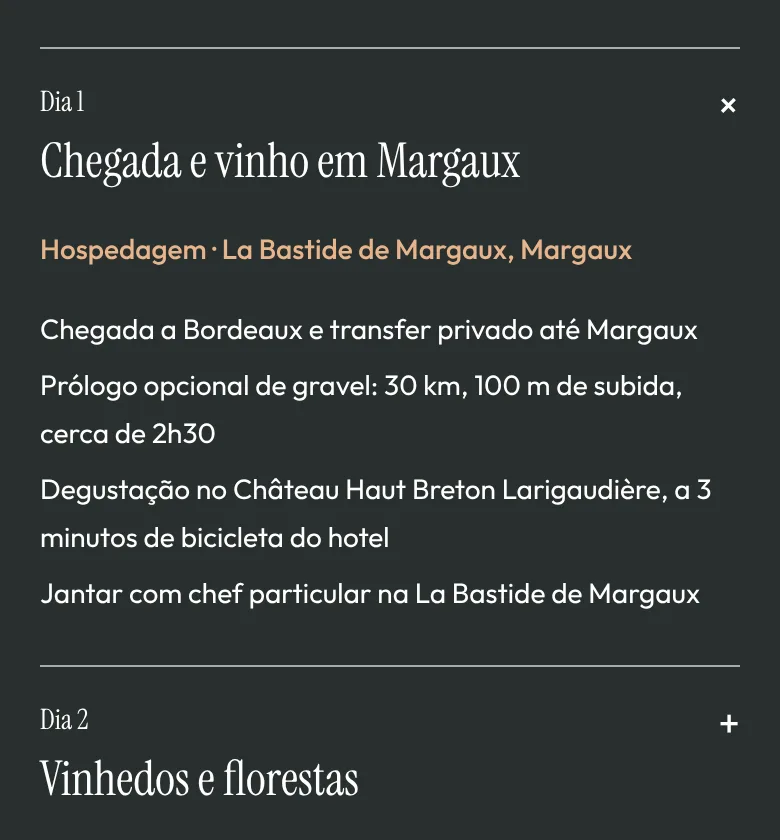 Dia 1
Chegada e vinho em Margaux
Hospedagem · La Bastide de Margaux, Margaux
Chegada a Bordeaux e transfer privado até Margaux
Prólogo opcional de gravel: 30 km, 100 m de subida,
cerca de 2h30
Degustação no Château Haut Breton Larigaudière, a 3
minutos de bicicleta do hotel
Jantar com chef particular na La Bastide de Margaux
Dia 2
Vinhedos e florestas